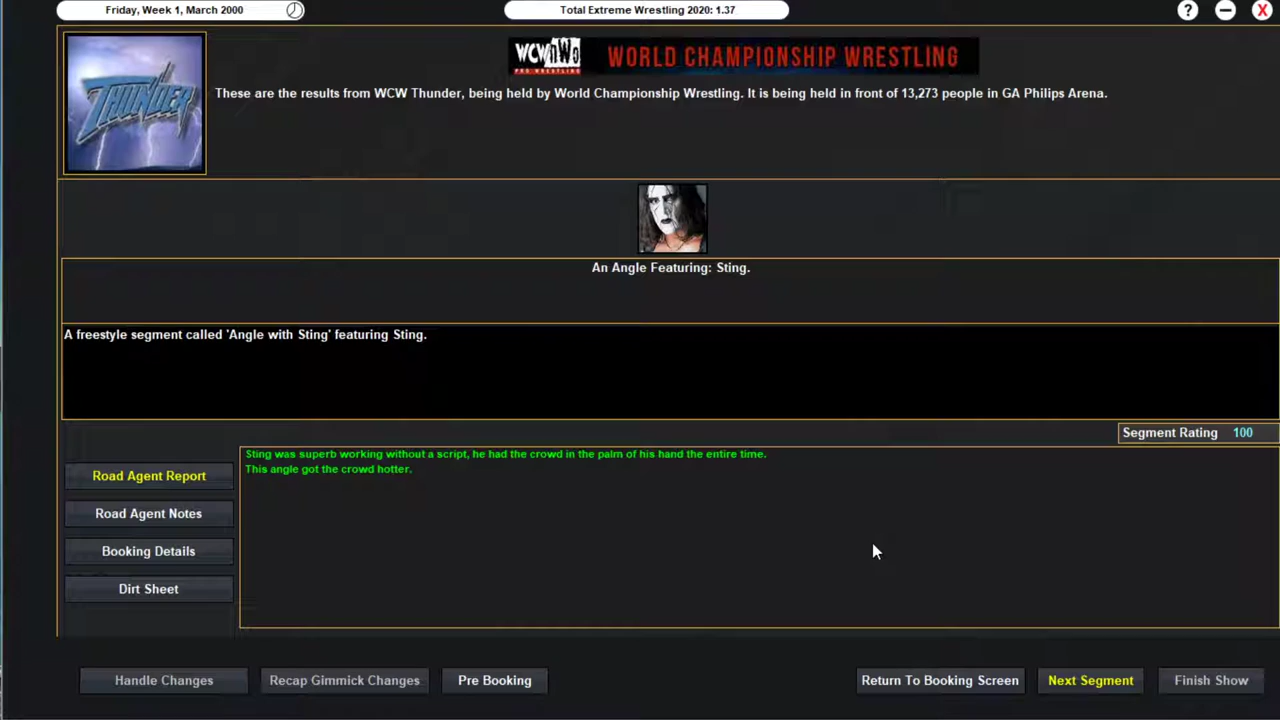 Friday, Week 1, March 2000
Total Extreme Wrestling 2020: 1.37
?
X
THUNDER
WCW nWo
PRO WRESTLING
WORLD CHAMPIONSHIP WRESTLING
These are the results from WCW Thunder, being held by World Championship Wrestling. It is being held in front of 13,273 people in GA Philips Arena.
An Angle Featuring: Sting.
A freestyle segment called 'Angle with Sting' featuring Sting.
Segment Rating 100
Sting was superb working without a script, he had the crowd in the palm of his hand the entire time.
This angle got the crowd hotter.
Road Agent Report
Road Agent Notes
Booking Details
Dirt Sheet
Handle Changes
Recap Gimmick Changes
Pre Booking
Return To Booking Screen
Next Segment
Finish Show